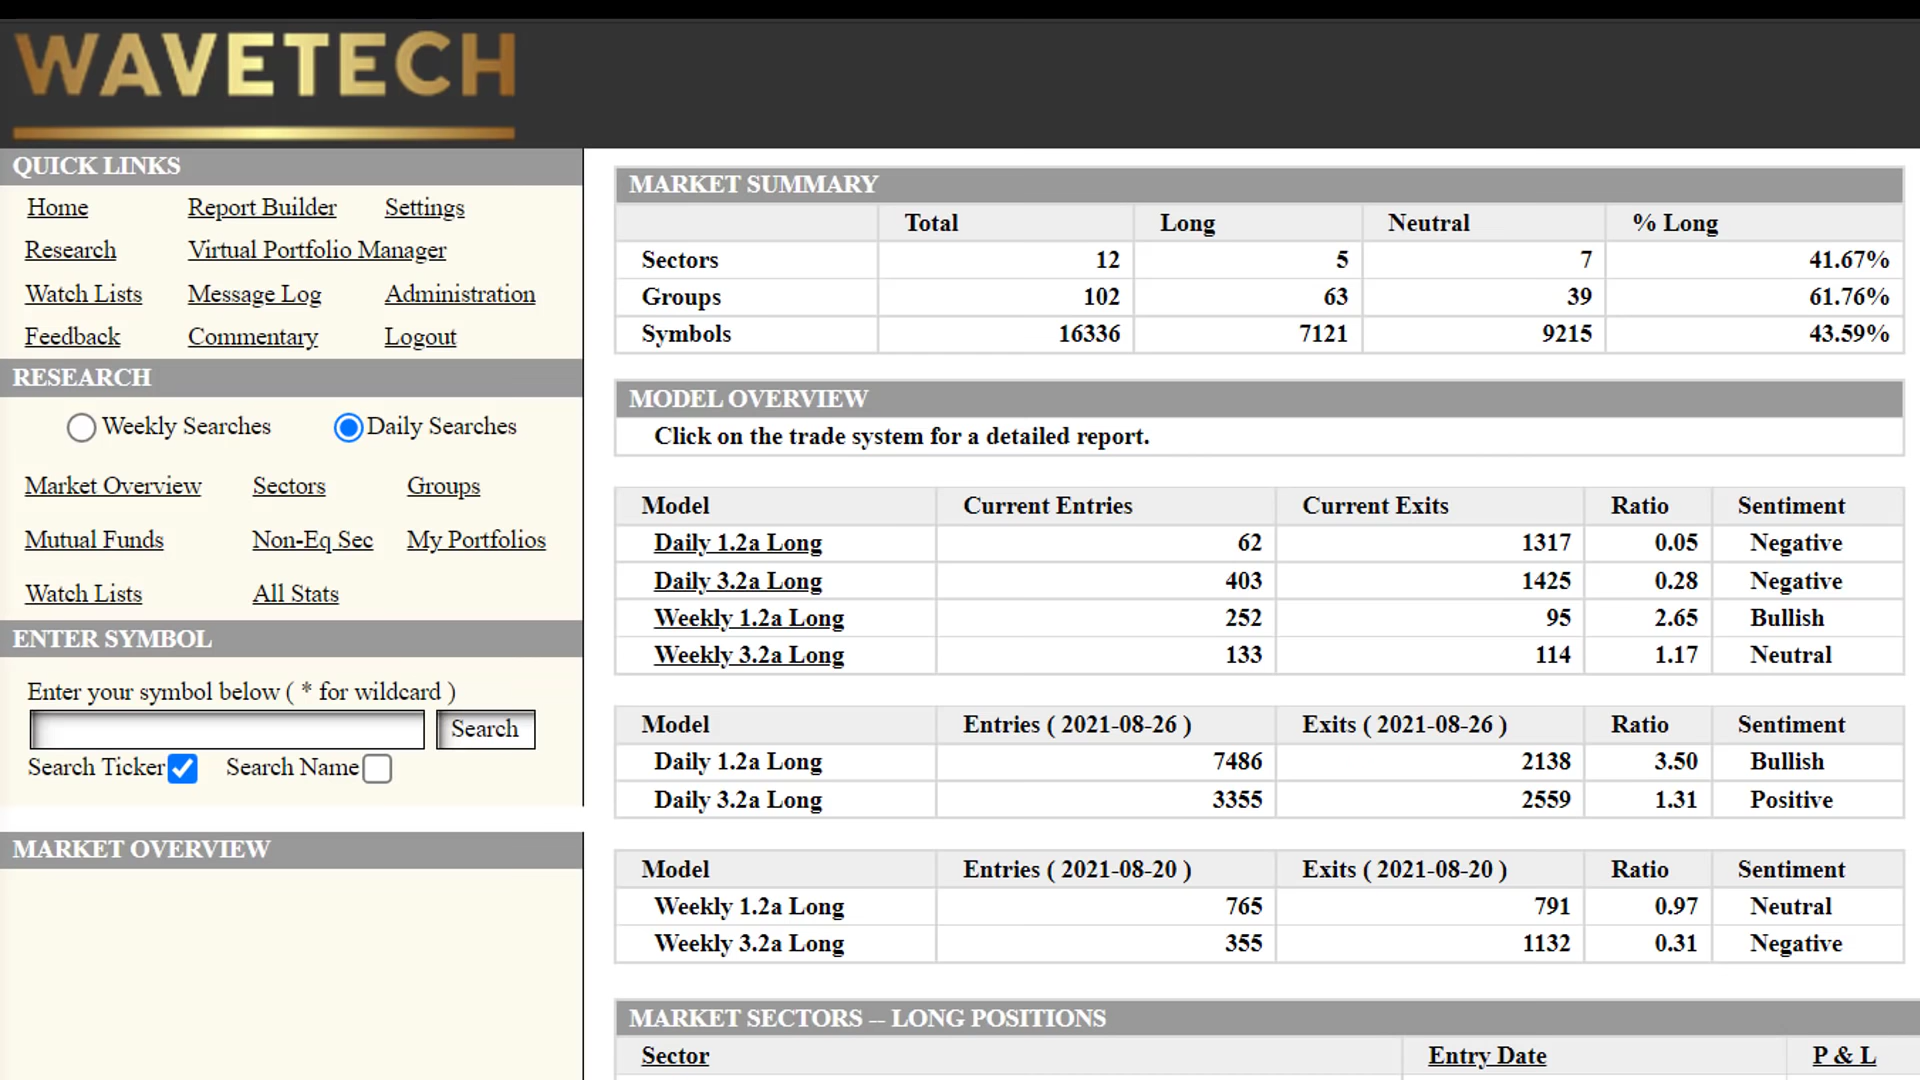 WAVETECH
QUICK LINKS
Home Report Builder Settings
Research Virtual Portfolio Manager
Watch Lists Message Log Administration
Feedback Commentary Logout
RESEARCH
Weekly Searches Daily Searches
Market Overview Sectors Groups
Mutual Funds Non-Eq Sec My Portfolios
Watch Lists All Stats
ENTER SYMBOL
Enter your symbol below ( * for wildcard )
Search
Search Ticker Search Name
MARKET OVERVIEW
MARKET SUMMARY
Total Long Neutral % Long
Sectors 12 5 7 41.67%
Groups 102 63 39 61.76%
Symbols 16336 7121 9215 43.59%
MODEL OVERVIEW
Click on the trade system for a detailed report.
Model Current Entries Current Exits Ratio Sentiment
Daily 1.2a Long 62 1317 0.05 Negative
Daily 3.2a Long 403 1425 0.28 Negative
Weekly 1.2a Long 252 95 2.65 Bullish
Weekly 3.2a Long 133 114 1.17 Neutral
Model Entries ( 2021-08-26 ) Exits ( 2021-08-26 ) Ratio Sentiment
Daily 1.2a Long 7486 2138 3.50 Bullish
Daily 3.2a Long 3355 2559 1.31 Positive
Model Entries ( 2021-08-20 ) Exits ( 2021-08-20 ) Ratio Sentiment
Weekly 1.2a Long 765 791 0.97 Neutral
Weekly 3.2a Long 355 1132 0.31 Negative
MARKET SECTORS -- LONG POSITIONS
Sector Entry Date P & L